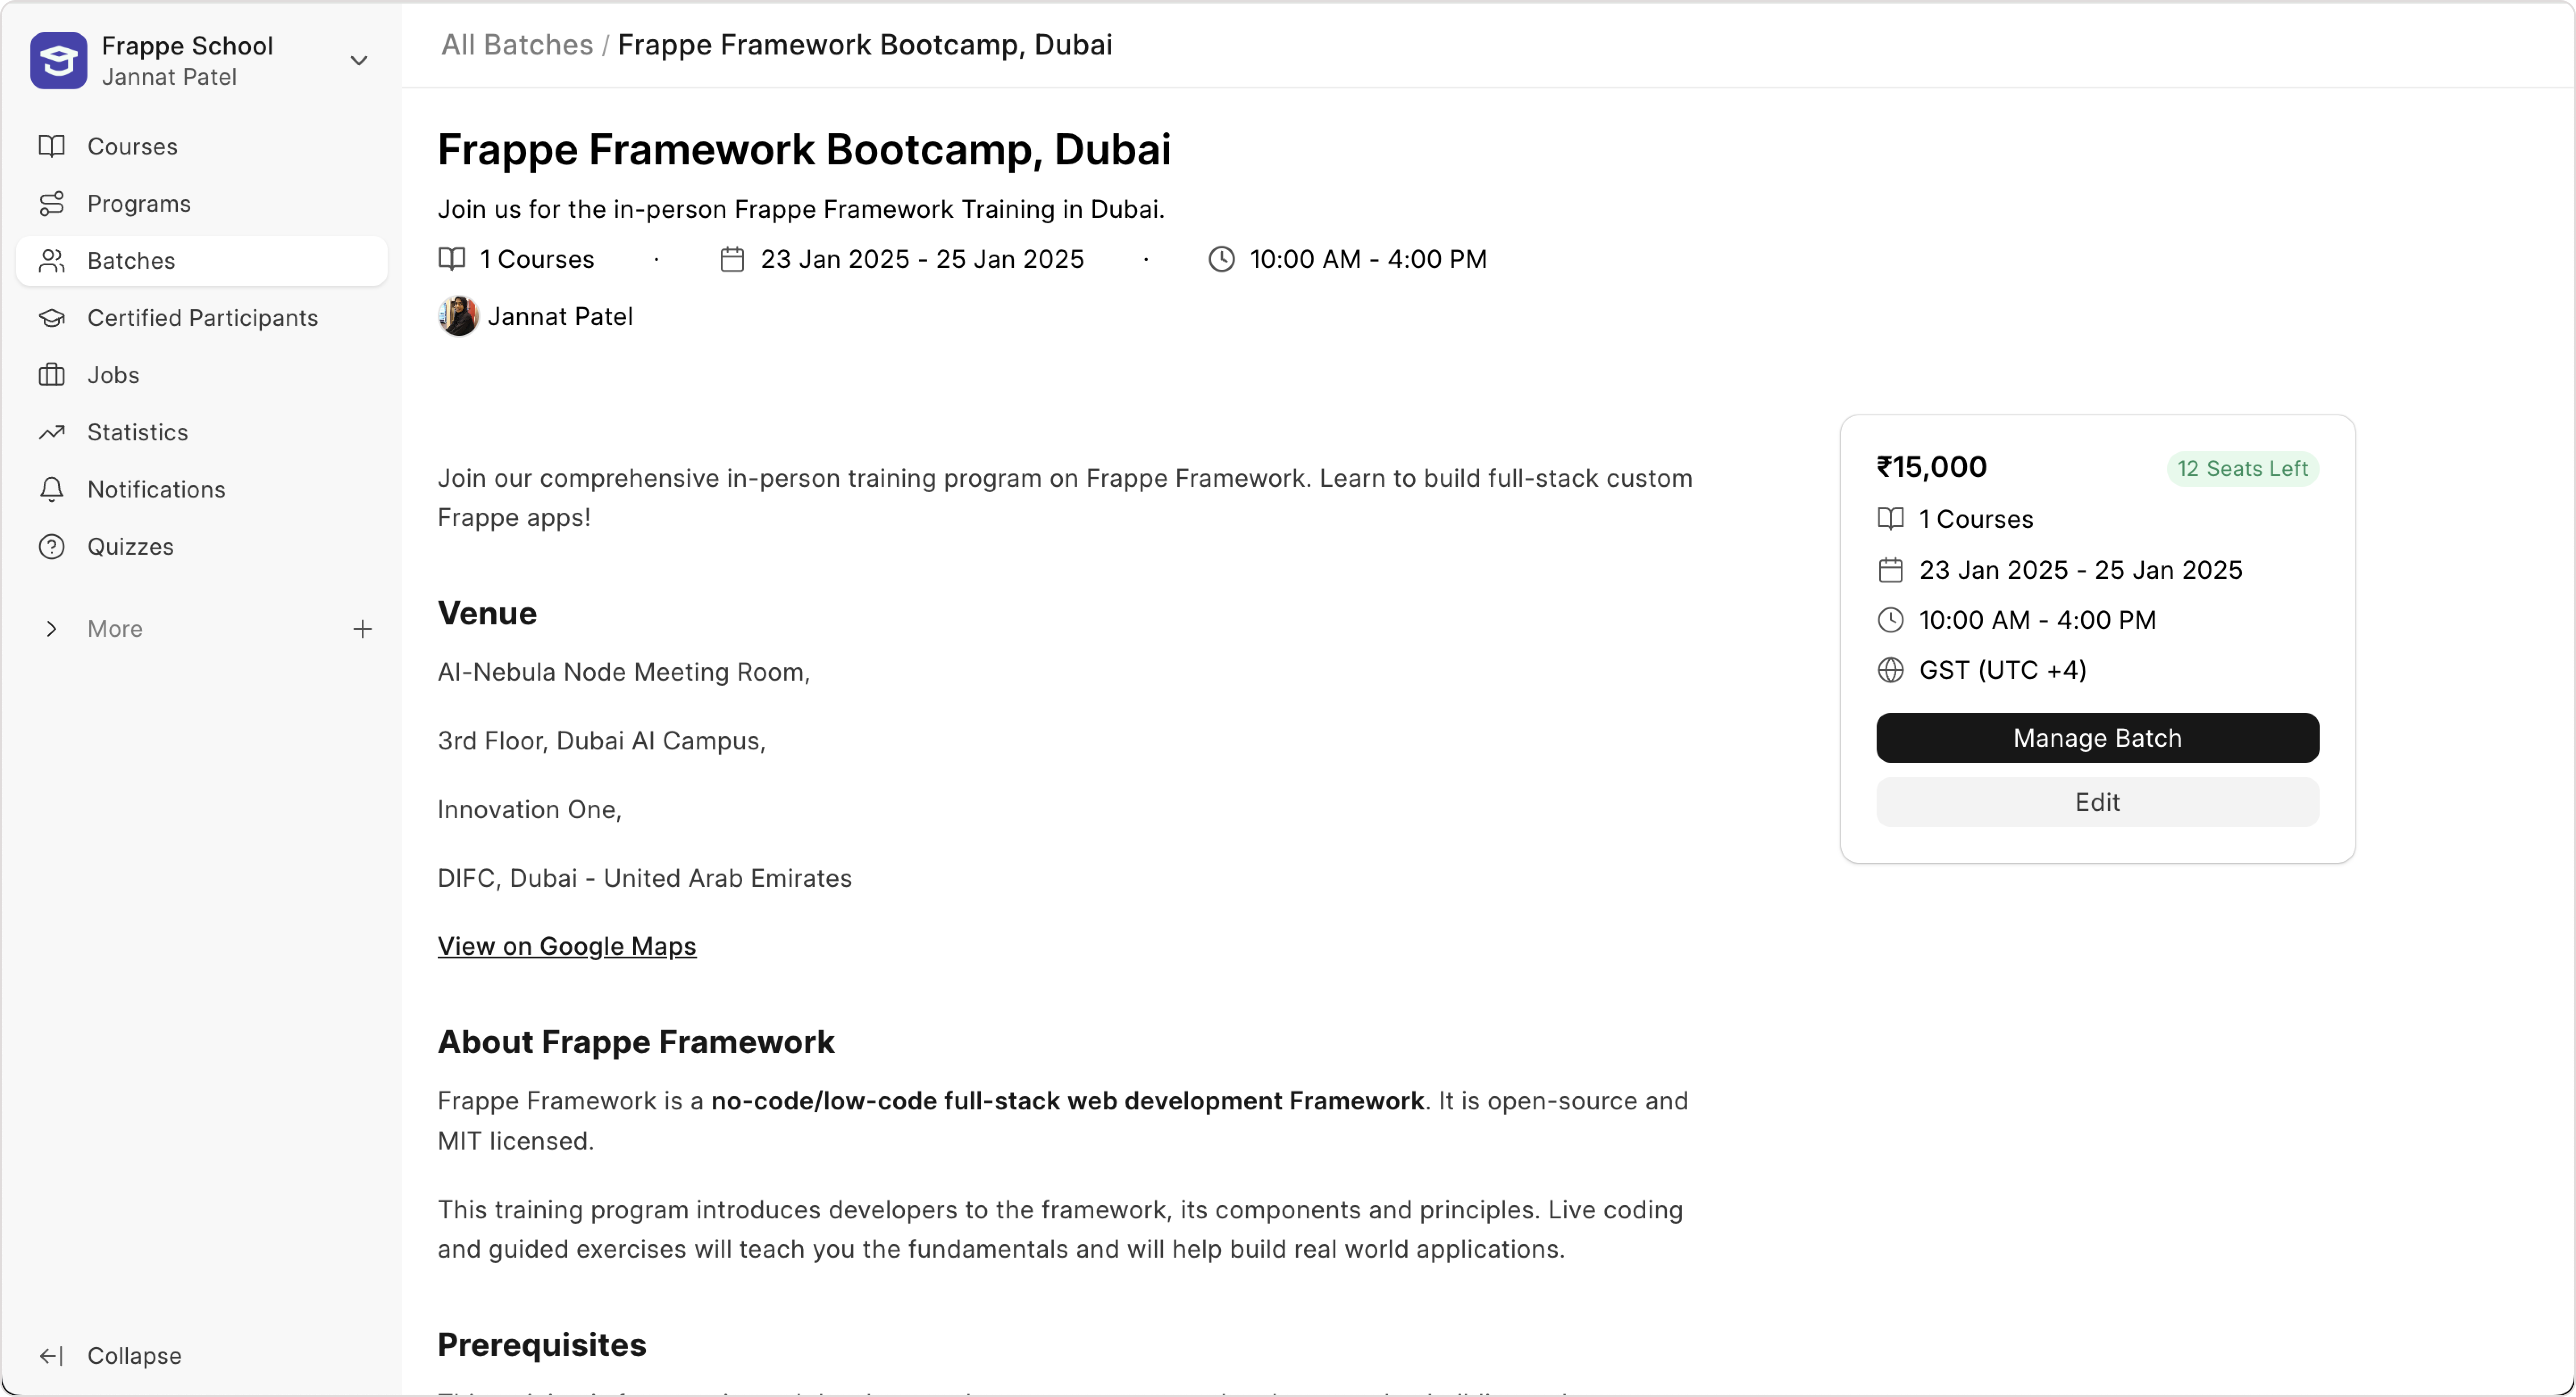 Frappe School
Jannat Patel
Courses
Programs
Batches
Certified Participants
Jobs
Statistics
Notifications
Quizzes
More
Collapse
All Batches / Frappe Framework Bootcamp, Dubai
Frappe Framework Bootcamp, Dubai
Join us for the in-person Frappe Framework Training in Dubai.
1 Courses · 23 Jan 2025 - 25 Jan 2025 · 10:00 AM - 4:00 PM
Jannat Patel
Join our comprehensive in-person training program on Frappe Framework. Learn to build full-stack custom
Frappe apps!
Venue
AI-Nebula Node Meeting Room,
3rd Floor, Dubai AI Campus,
Innovation One,
DIFC, Dubai - United Arab Emirates
View on Google Maps
About Frappe Framework
Frappe Framework is a no-code/low-code full-stack web development Framework. It is open-source and
MIT licensed.
This training program introduces developers to the framework, its components and principles. Live coding
and guided exercises will teach you the fundamentals and will help build real world applications.
Prerequisites
₹15,000
12 Seats Left
1 Courses
23 Jan 2025 - 25 Jan 2025
10:00 AM - 4:00 PM
GST (UTC +4)
Manage Batch
Edit